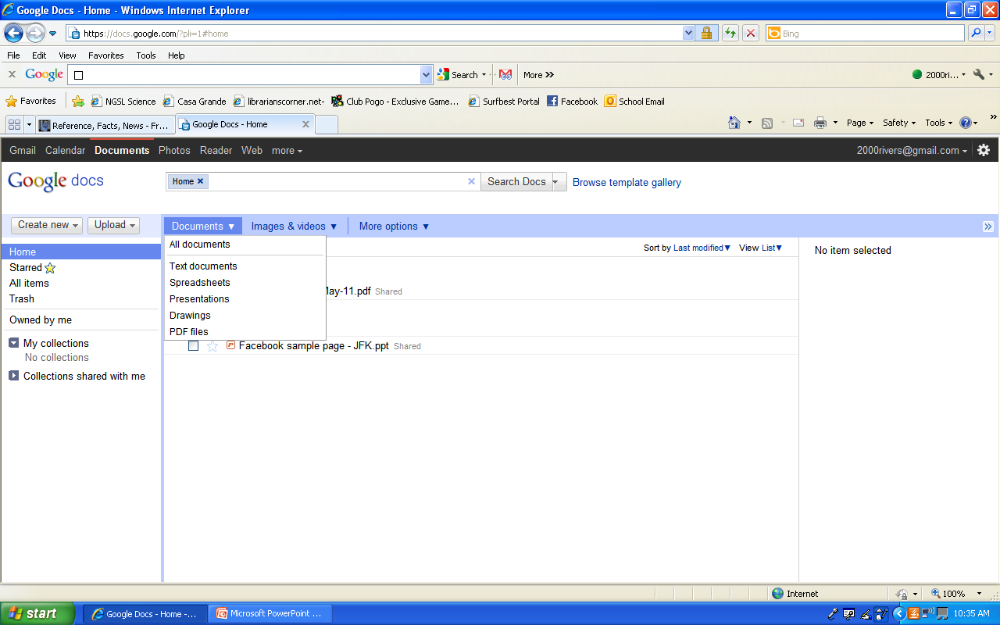 Google Docs - Home - Windows Internet Explorer
https://docs.google.com/?pli=1#home
Bing
File Edit View Favorites Tools Help
x Google Search More >> 2000ri...
Favorites NGSL Science Casa Grande librarianscorner.net- Club Pogo - Exclusive Game... Surfbest Portal Facebook School Email
Reference, Facts, News - Fr... Google Docs - Home Page Safety Tools
Gmail Calendar Documents Photos Reader Web more 2000rivers@gmail.com
Google docs Home Search Docs Browse template gallery
Create new Upload Documents Images & videos More options
Home
Starred
All items
Trash
Owned by me
My collections
No collections
Collections shared with me
All documents
Text documents
Spreadsheets
Presentations
Drawings
PDF files
Sort by Last modified View List
No item selected
May-11.pdf Shared
Facebook sample page - JFK.ppt Shared
Internet 100%
start Google Docs - Home -... Microsoft PowerPoint ... 10:35 AM